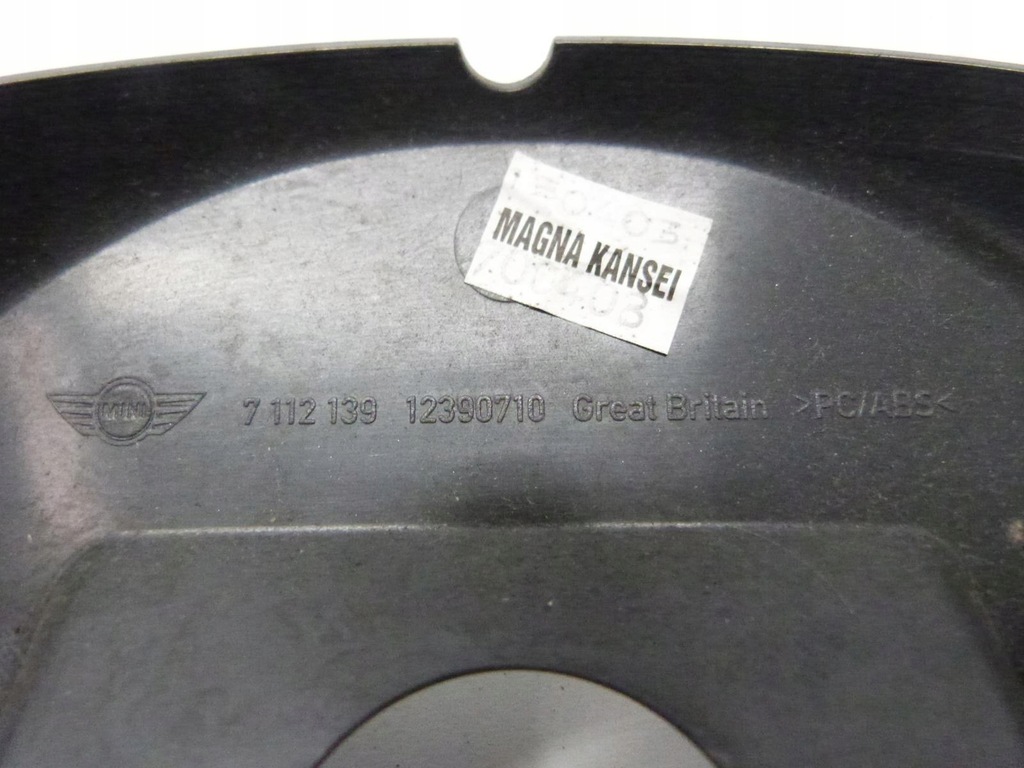 MAGNA KANSEI
MINI 7 112 139 12390710 Great Britain >PC/ABS<